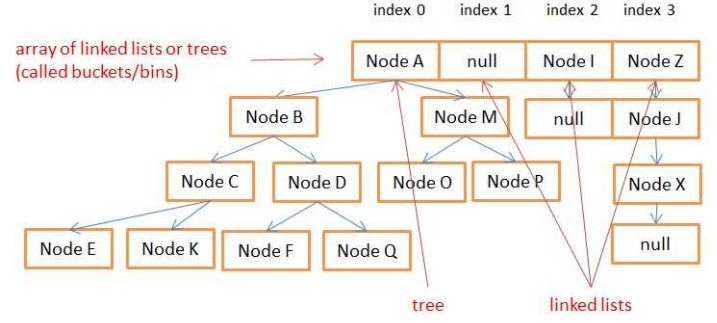 index 0 index 1 index 2 index 3
array of linked lists or trees
(called buckets/bins)
Node A null Node I Node Z
Node B Node M null Node J
Node C Node D Node O Node P Node X
Node E Node K Node F Node Q null
tree linked lists